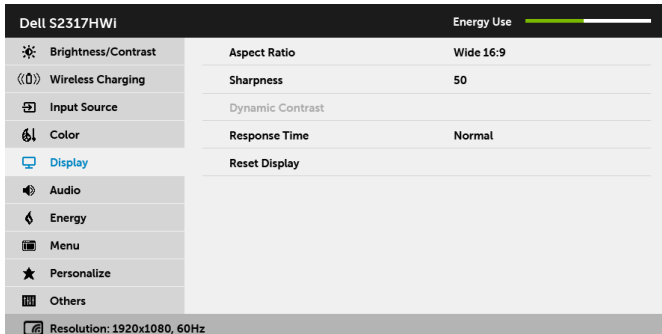 Dell S2317HWi Energy Use
Brightness/Contrast Aspect Ratio Wide 16:9
Wireless Charging Sharpness 50
Input Source Dynamic Contrast
Color Response Time Normal
Display Reset Display
Audio
Energy
Menu
Personalize
Others
Resolution: 1920x1080, 60Hz